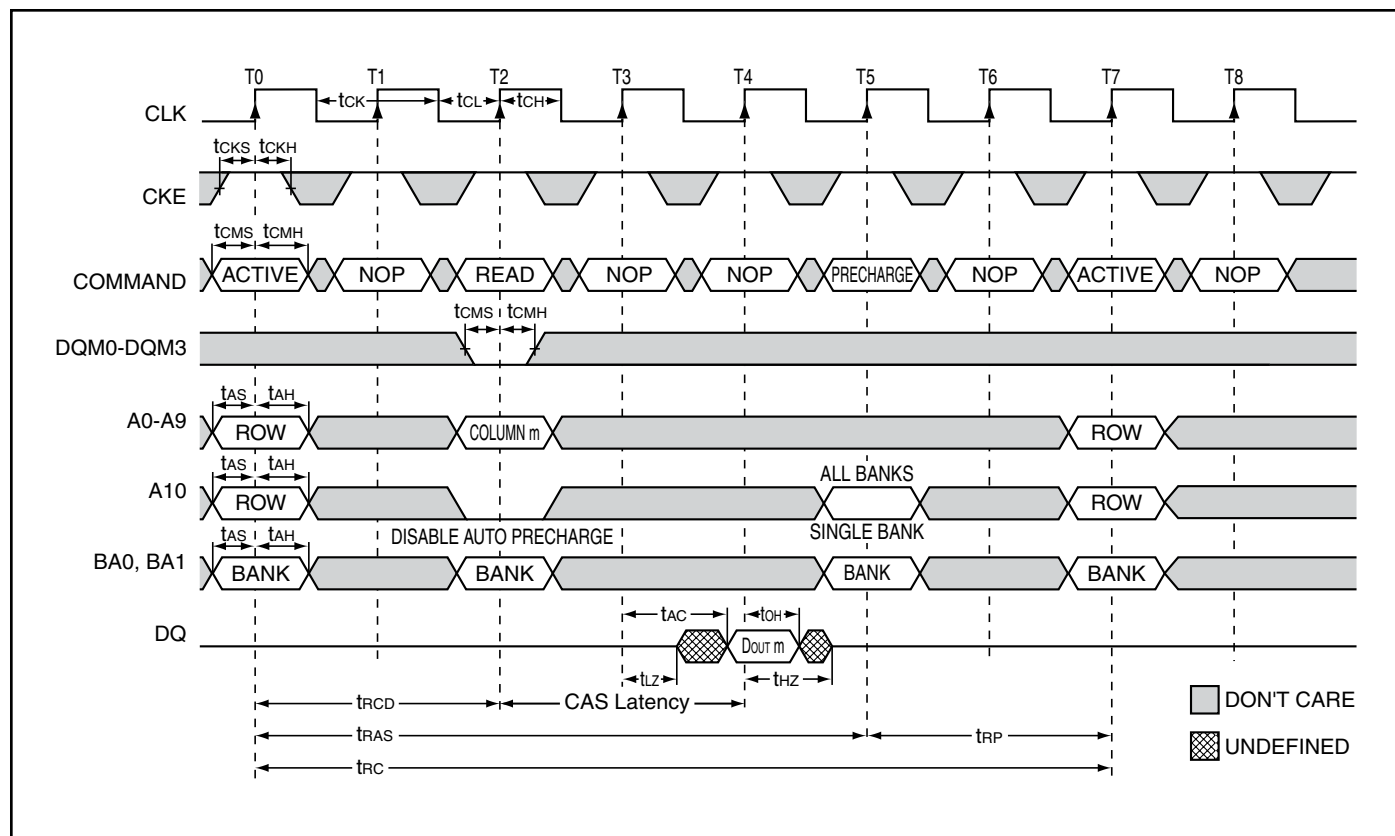 T0 T1 T2 T3 T4 T5 T6 T7 T8
CLK
tCK tCL tCH
tCKS tCKH
CKE
tCMS tCMH
COMMAND ACTIVE NOP READ NOP NOP PRECHARGE NOP ACTIVE NOP
tCMS tCMH
DQM0-DQM3
tAS tAH
A0-A9 ROW COLUMN m ROW
tAS tAH ALL BANKS
A10 ROW ROW
tAS tAH DISABLE AUTO PRECHARGE SINGLE BANK
BA0, BA1 BANK BANK BANK BANK
tAC tOH
DQ DOUT m
tLZ tHZ
tRCD CAS Latency
DON'T CARE
tRAS tRP
UNDEFINED
tRC